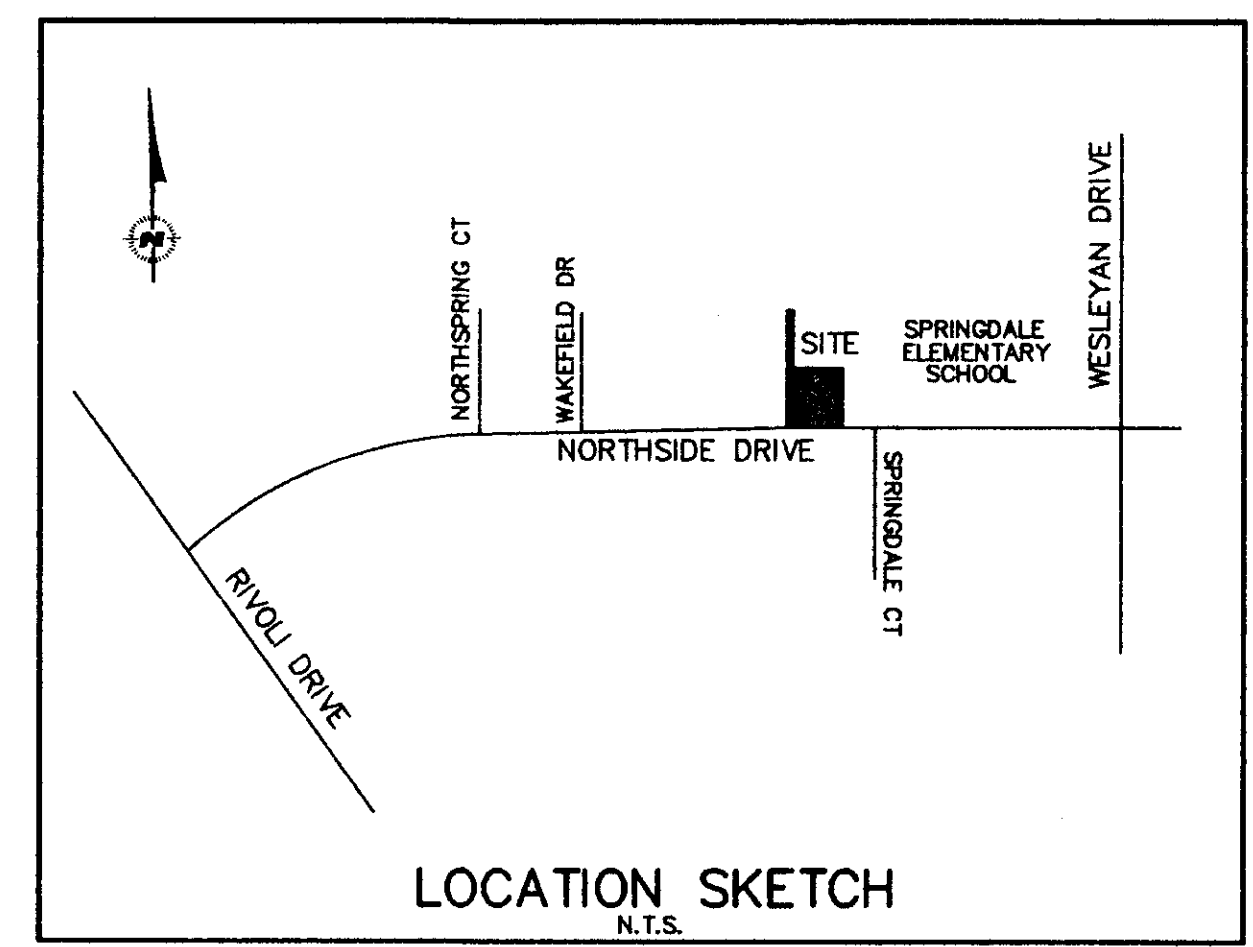 N
NORTHSPRING CT
WAKEFIELD DR
SITE
SPRINGDALE
ELEMENTARY
SCHOOL
WESLEYAN DRIVE
NORTHSIDE DRIVE
SPRINGDALE CT
RIVOLI DRIVE
LOCATION SKETCH
N.T.S.